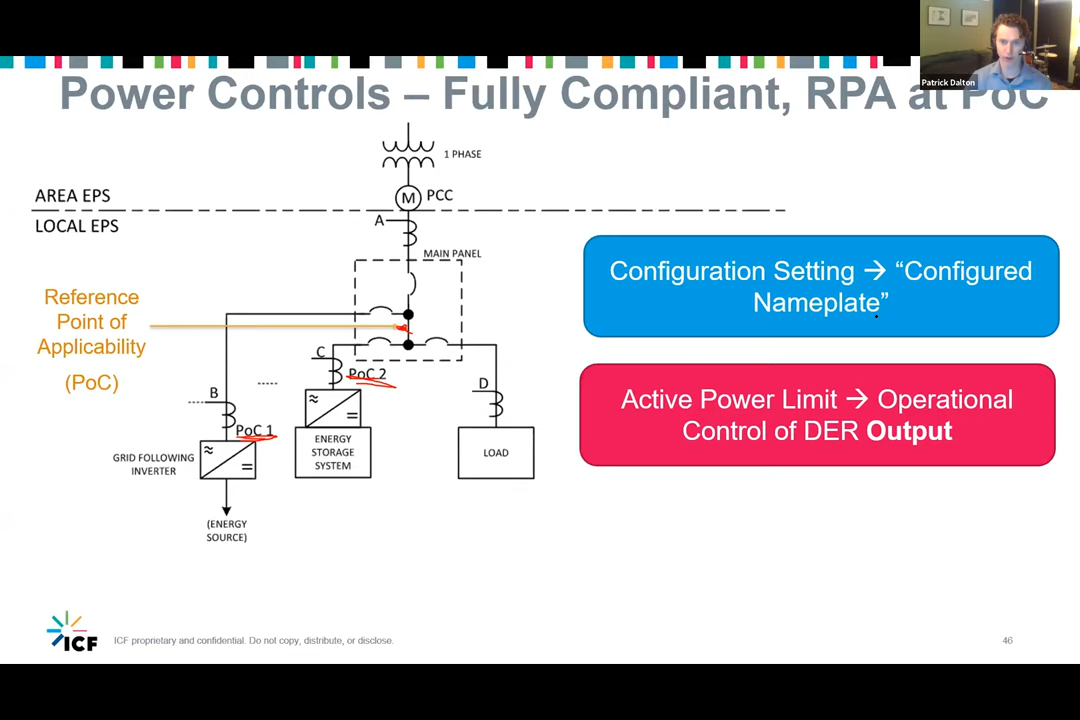 Patrick Dalton
Power Controls – Fully Compliant, RPA at PoC
1 PHASE
AREA EPS
M
PCC
LOCAL EPS
A
MAIN PANEL
Reference
Point of
Applicability
(PoC)
Configuration Setting → “Configured
Nameplate”
C
PoC 2
B
D
PoC 1
Active Power Limit → Operational
Control of DER Output
≈
=
ENERGY
STORAGE
SYSTEM
≈
=
GRID FOLLOWING
INVERTER
LOAD
(ENERGY
SOURCE)
ICF
ICF proprietary and confidential. Do not copy, distribute, or disclose.
46